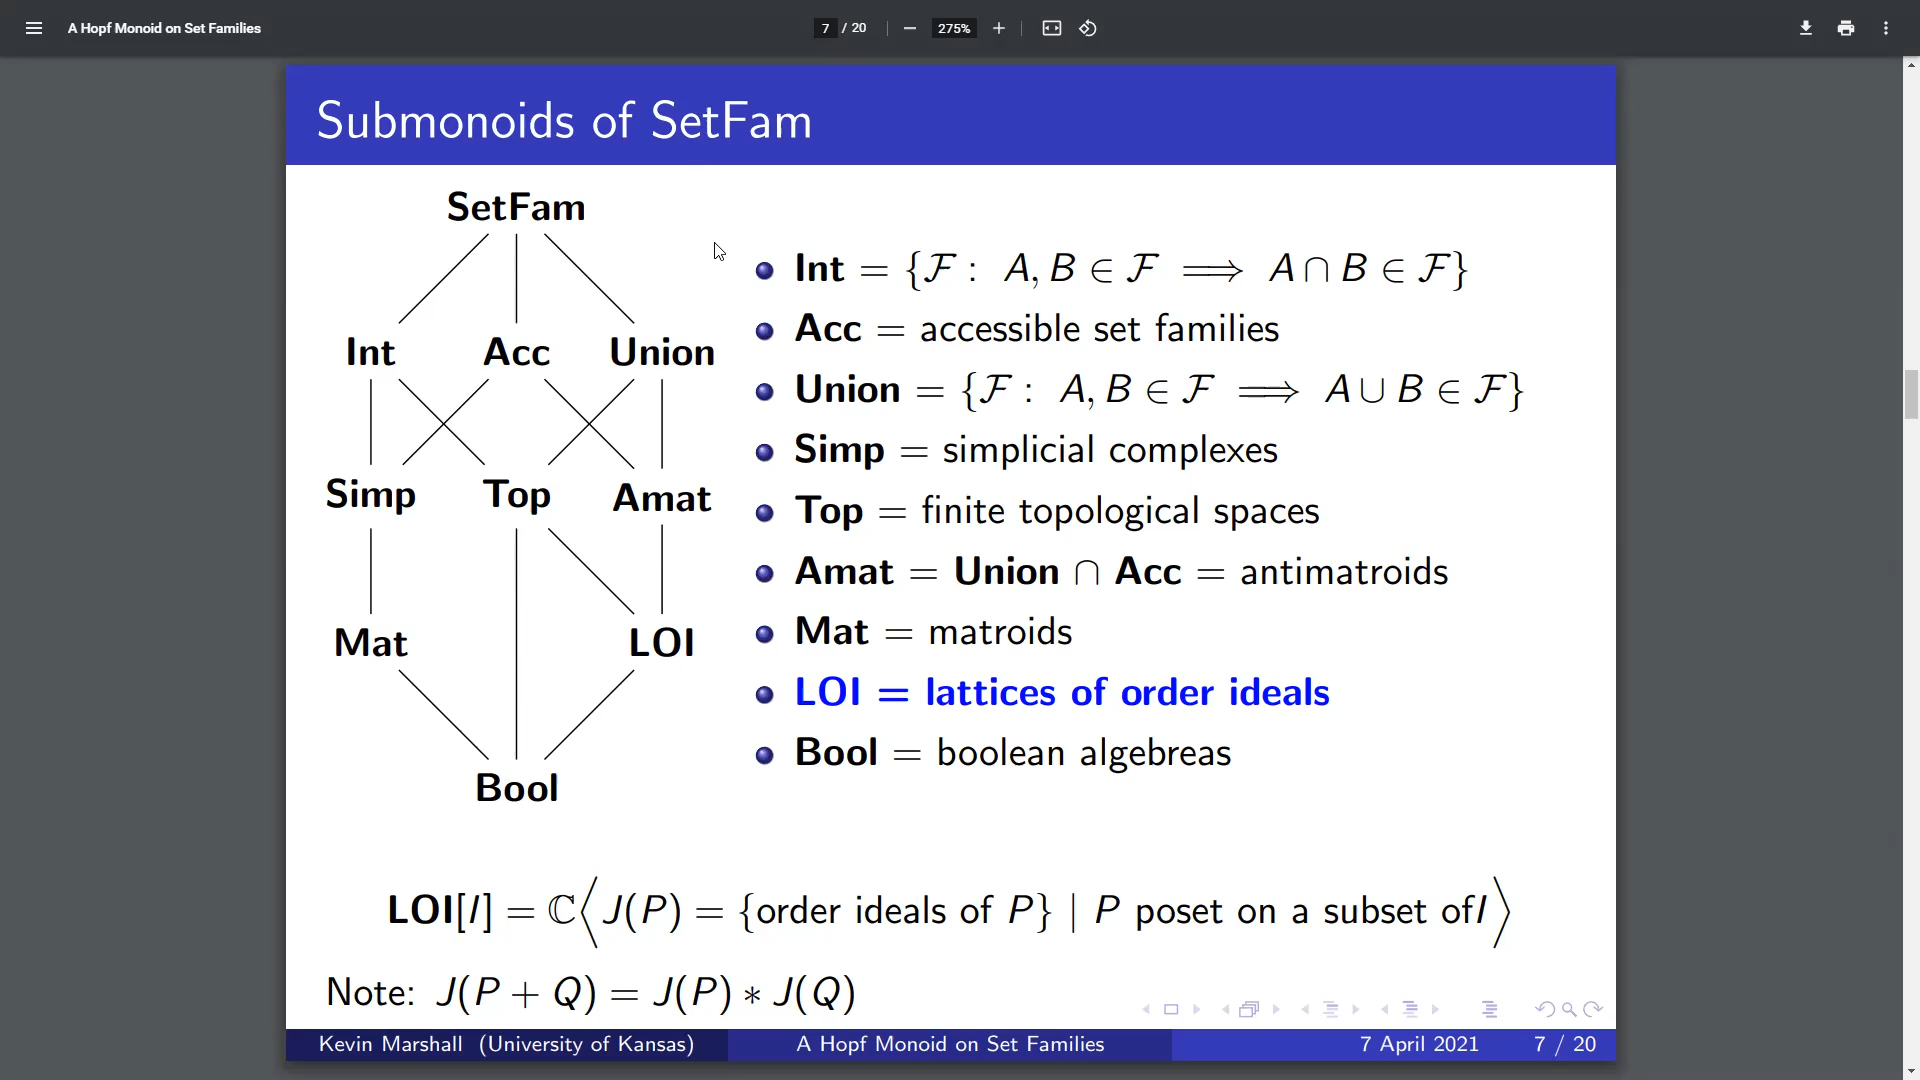 A Hopf Monoid on Set Families
7 / 20
275%
Submonoids of SetFam
SetFam
Int Acc Union
Simp Top Amat
Mat LOI
Bool
Int = {ℱ : A, B ∈ ℱ ⟹ A ∩ B ∈ ℱ}
Acc = accessible set families
Union = {ℱ : A, B ∈ ℱ ⟹ A ∪ B ∈ ℱ}
Simp = simplicial complexes
Top = finite topological spaces
Amat = Union ∩ Acc = antimatroids
Mat = matroids
LOI = lattices of order ideals
Bool = boolean algebreas
LOI[I] = ℂ⟨J(P) = {order ideals of P} | P poset on a subset ofI⟩
Note: J(P + Q) = J(P) ∗ J(Q)
Kevin Marshall (University of Kansas) A Hopf Monoid on Set Families 7 April 2021 7 / 20